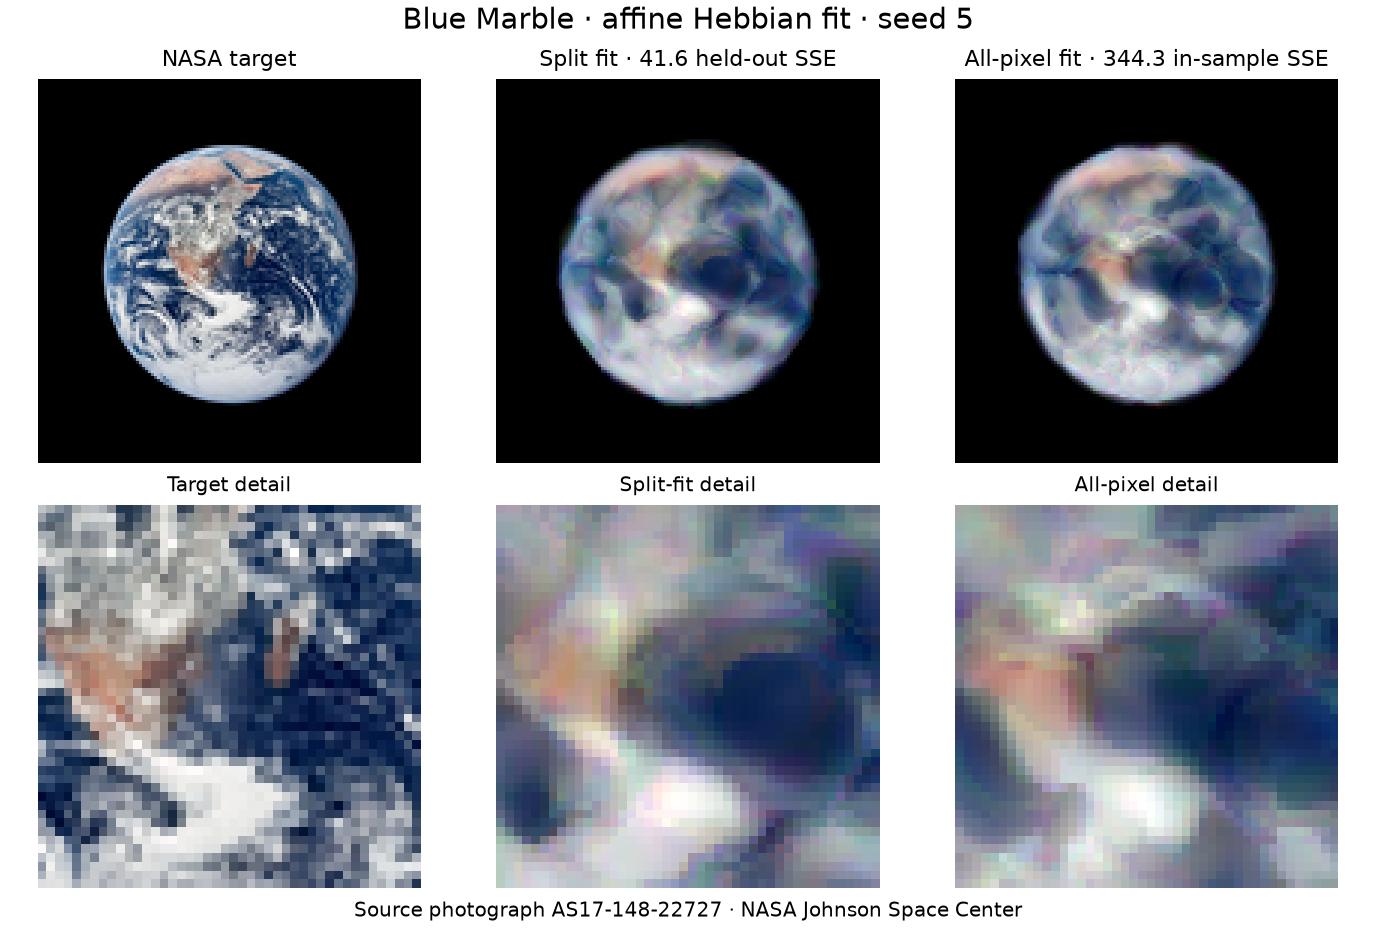 Blue Marble · affine Hebbian fit · seed 5
NASA target
Split fit · 41.6 held-out SSE
All-pixel fit · 344.3 in-sample SSE
Target detail
Split-fit detail
All-pixel detail
Source photograph AS17-148-22727 · NASA Johnson Space Center